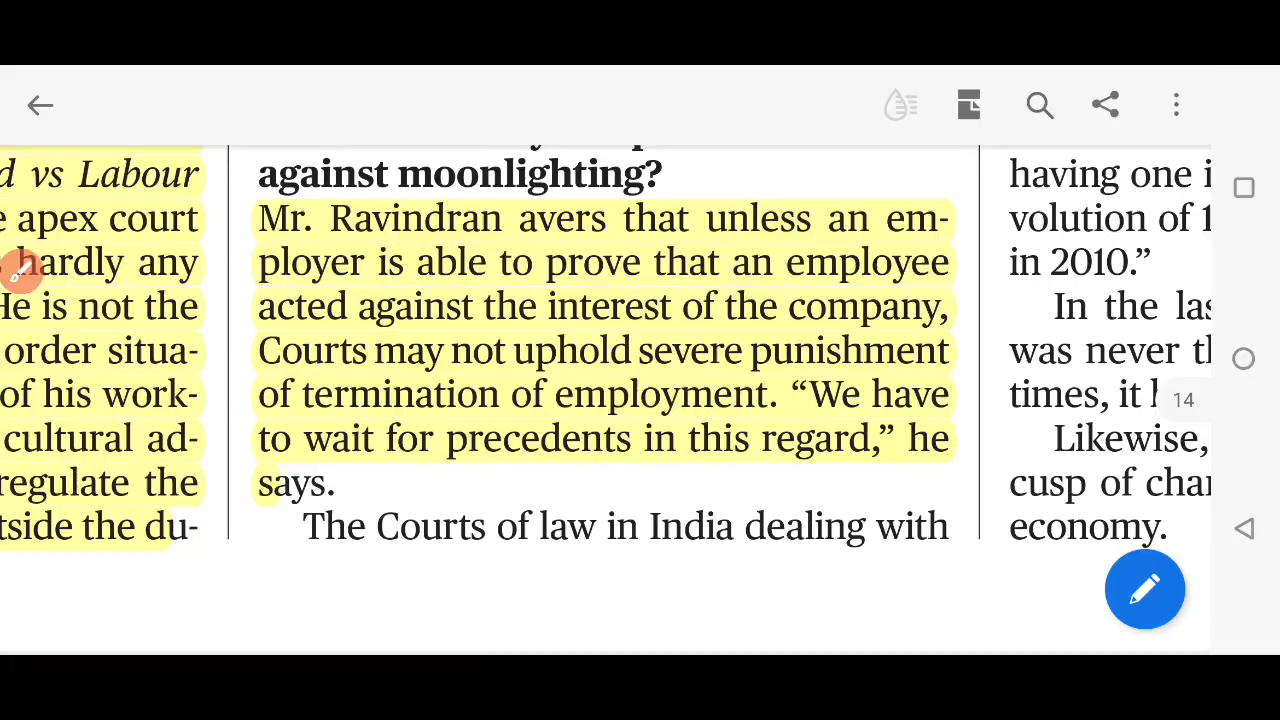 d vs Labour
e apex court
hardly any
He is not the
order situa-
of his work-
cultural ad-
regulate the
tside the du-
against moonlighting?
Mr. Ravindran avers that unless an em-
ployer is able to prove that an employee
acted against the interest of the company,
Courts may not uphold severe punishment
of termination of employment. “We have
to wait for precedents in this regard,” he
says.
The Courts of law in India dealing with
having one i
volution of 1
in 2010.”
In the las
was never th
times, it h
Likewise,
cusp of char
economy.
14